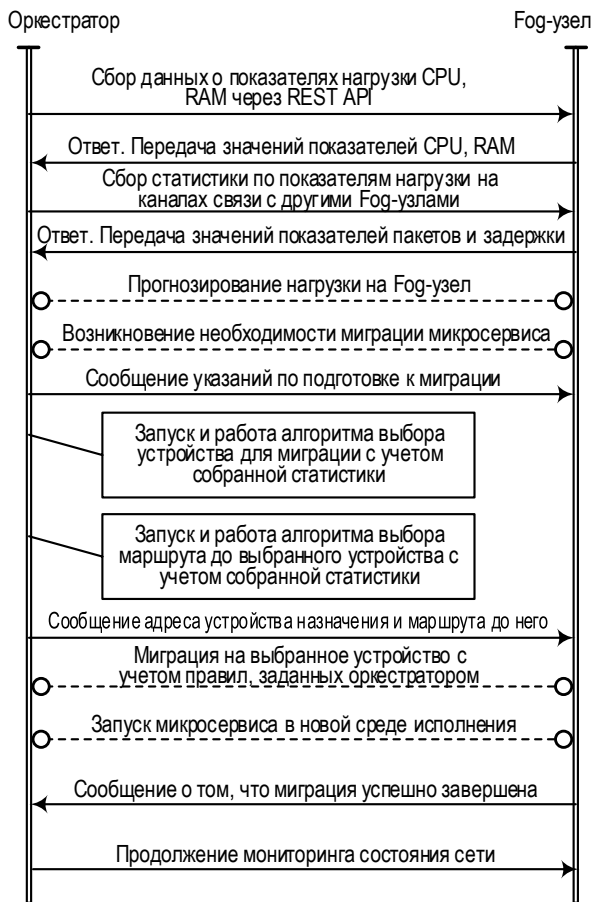 Оркестратор
Fog-узел
Сбор данных о показателях нагрузки CPU,
RAM через REST API
Ответ. Передача значений показателей CPU, RAM
Сбор статистики по показателям нагрузки на
каналах связи с другими Fog-узлами
Ответ. Передача значений показателей пакетов и задержки
Прогнозирование нагрузки на Fog-узел
Возникновение необходимости миграции микросервиса
Сообщение указаний по подготовке к миграции
Запуск и работа алгоритма выбора
устройства для миграции с учетом
собранной статистики
Запуск и работа алгоритма выбора
маршрута до выбранного устройства с
учетом собранной статистики
Сообщение адреса устройства назначения и маршрута до него
Миграция на выбранное устройство с
учетом правил, заданных оркестратором
Запуск микросервиса в новой среде исполнения
Сообщение о том, что миграция успешно завершена
Продолжение мониторинга состояния сети